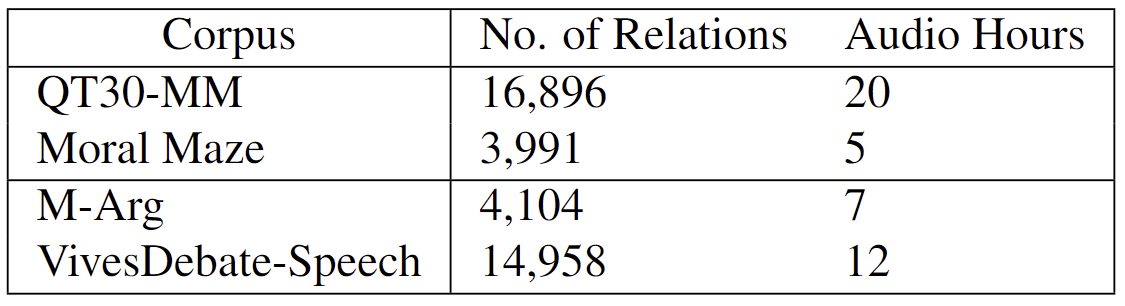 Corpus No. of Relations Audio Hours
QT30-MM 16,896 20
Moral Maze 3,991 5
M-Arg 4,104 7
VivesDebate-Speech 14,958 12